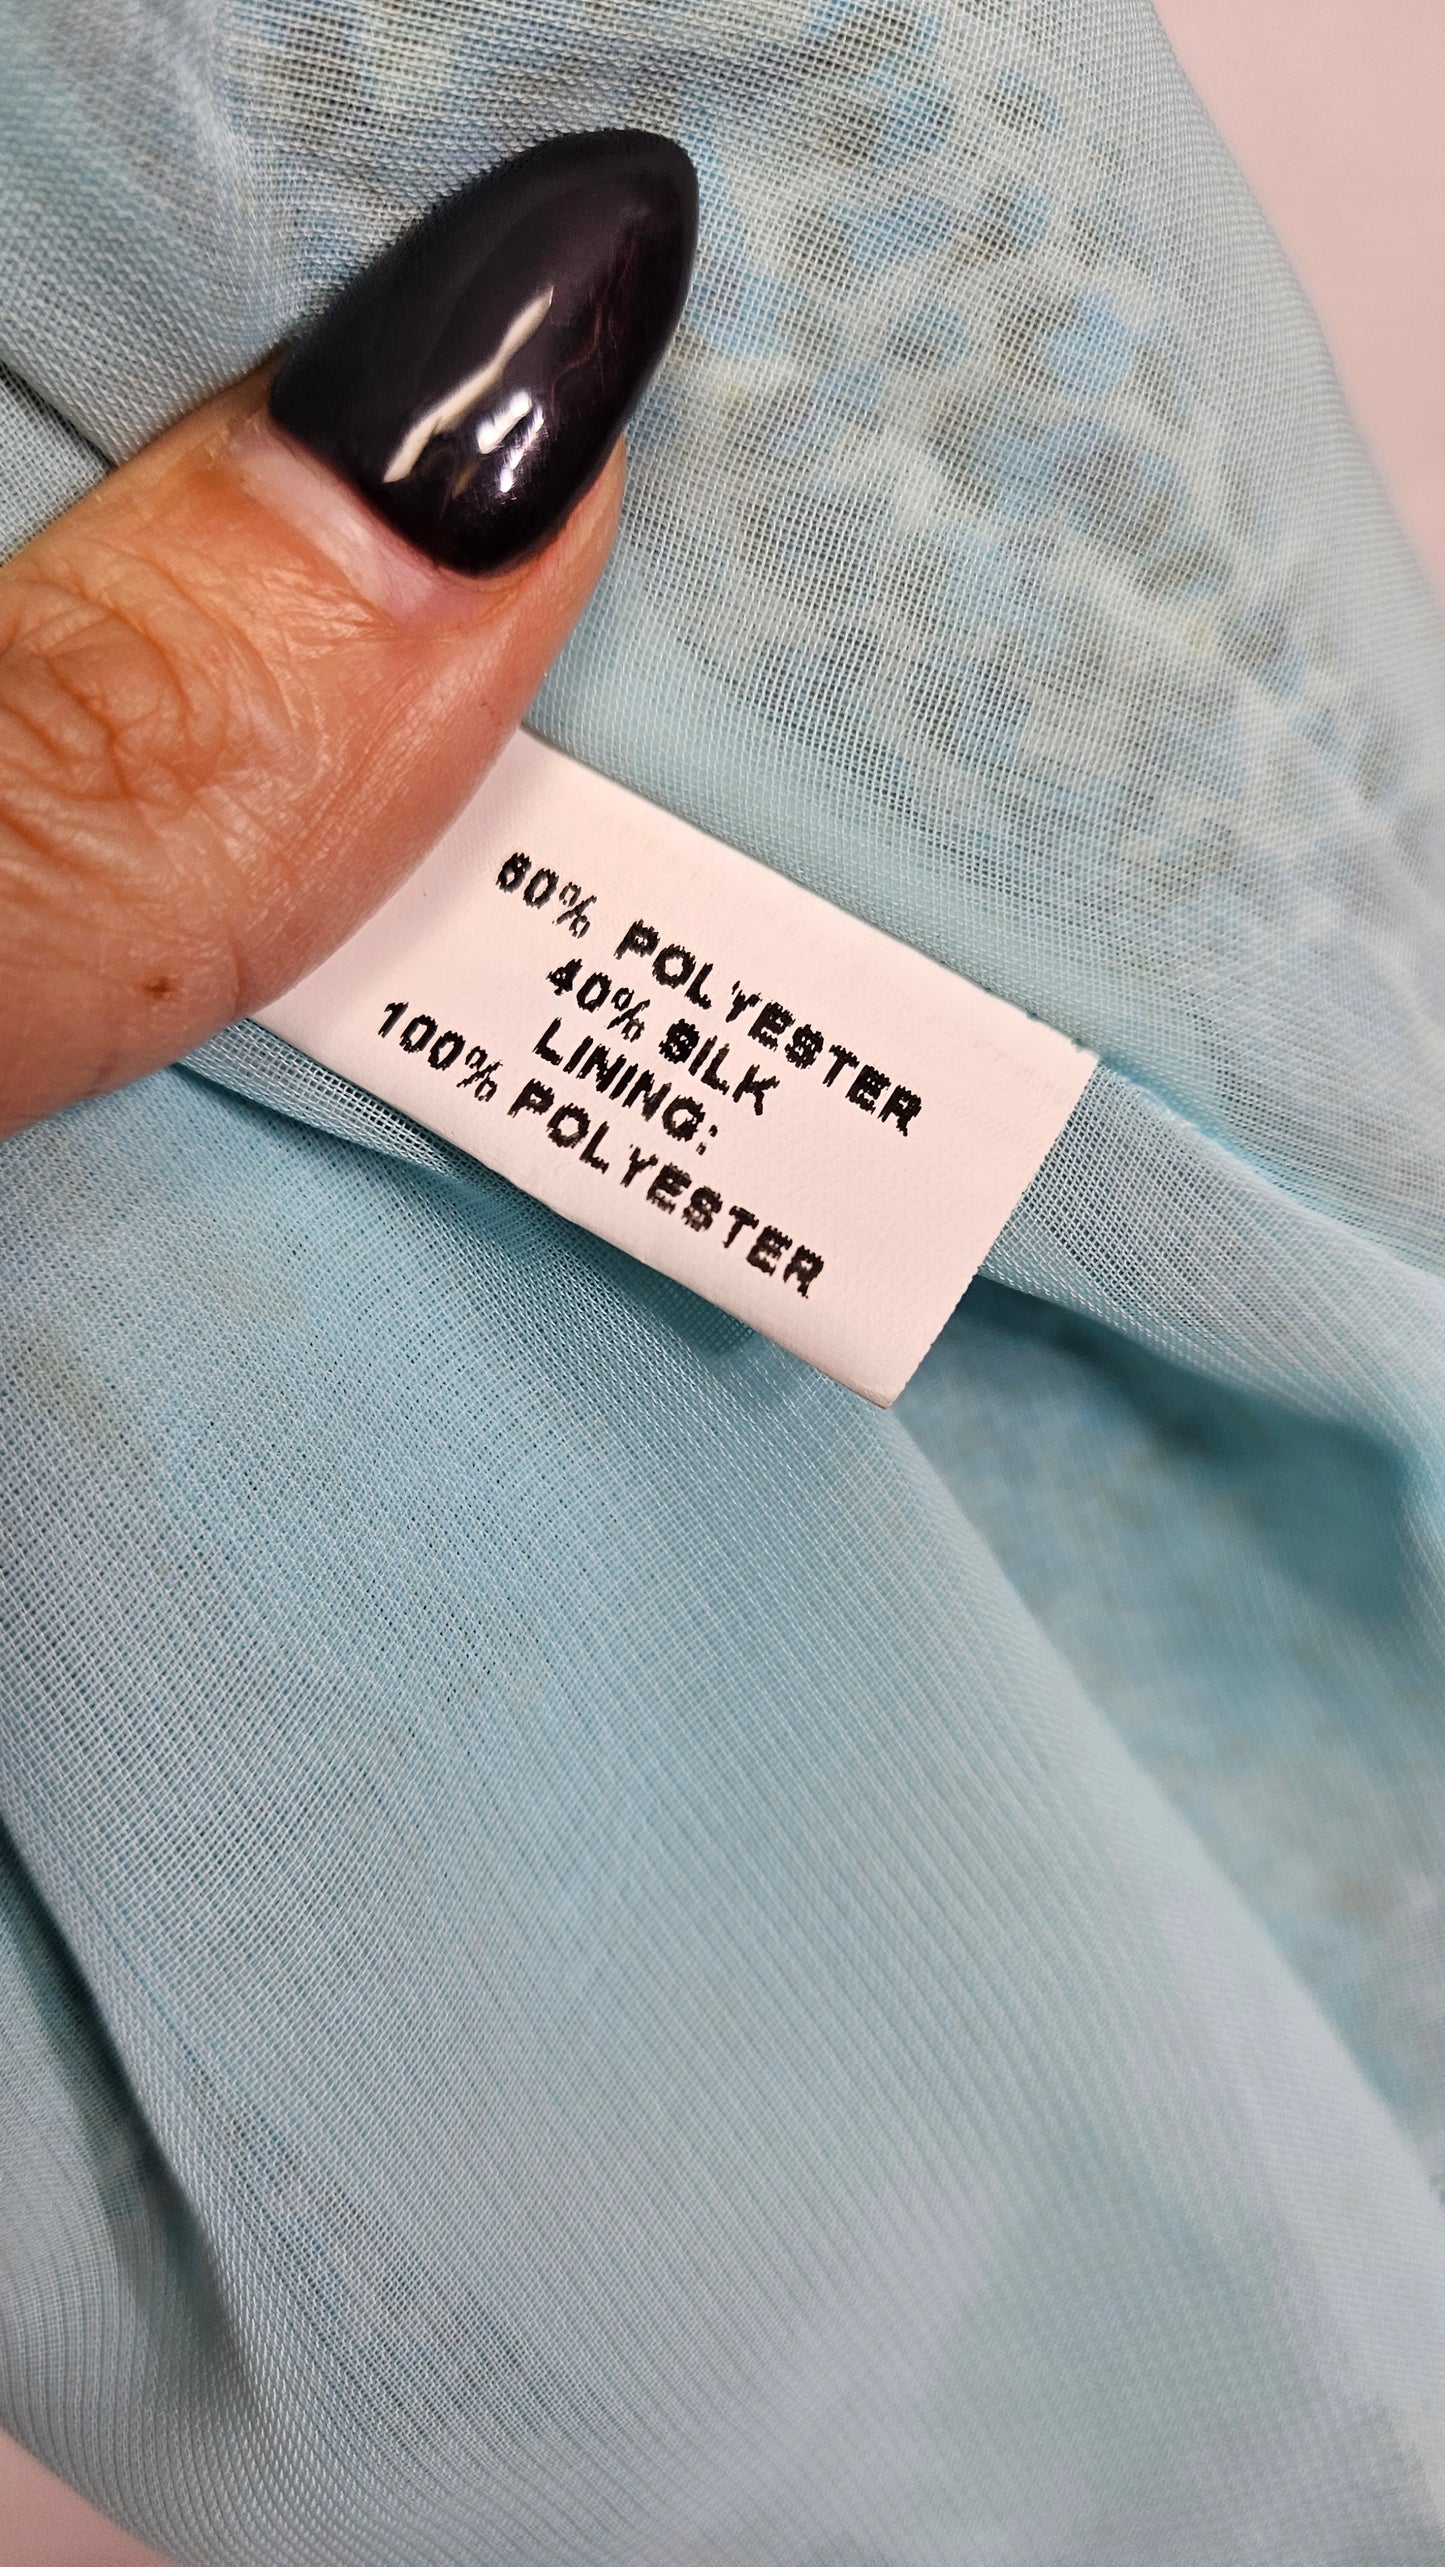 60% POLYESTER
40% SILK
LINING:
100% POLYESTER